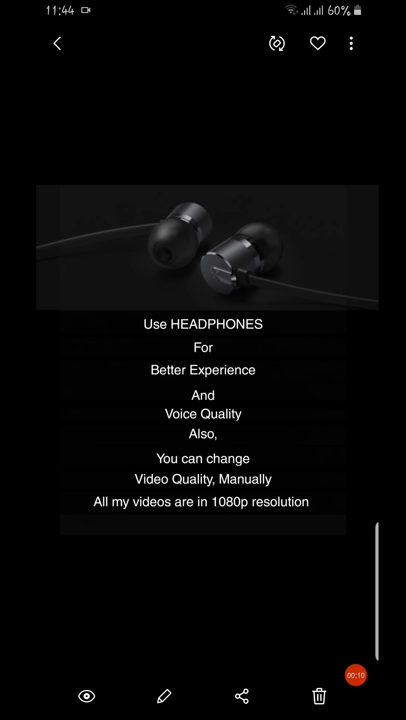 11:44
60%
Use HEADPHONES
For
Better Experience
And
Voice Quality
Also,
You can change
Video Quality, Manually
All my videos are in 1080p resolution
00:10